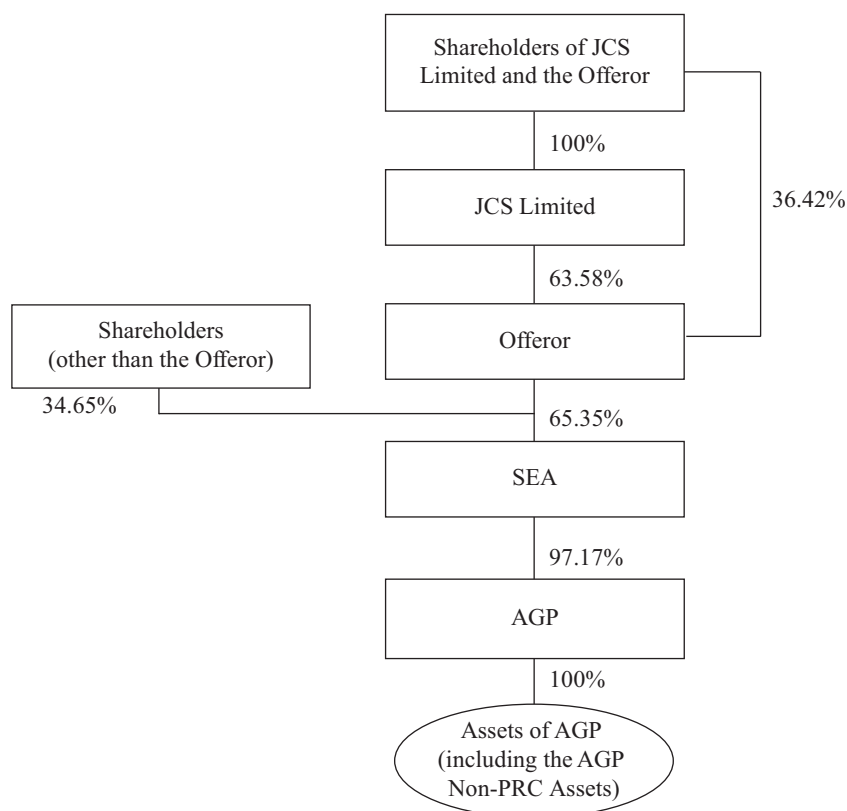 Shareholders of JCS
Limited and the Offeror
100%
36.42%
JCS Limited
63.58%
Shareholders
(other than the Offeror)
Offeror
34.65%
65.35%
SEA
97.17%
AGP
100%
Assets of AGP
(including the AGP
Non-PRC Assets)